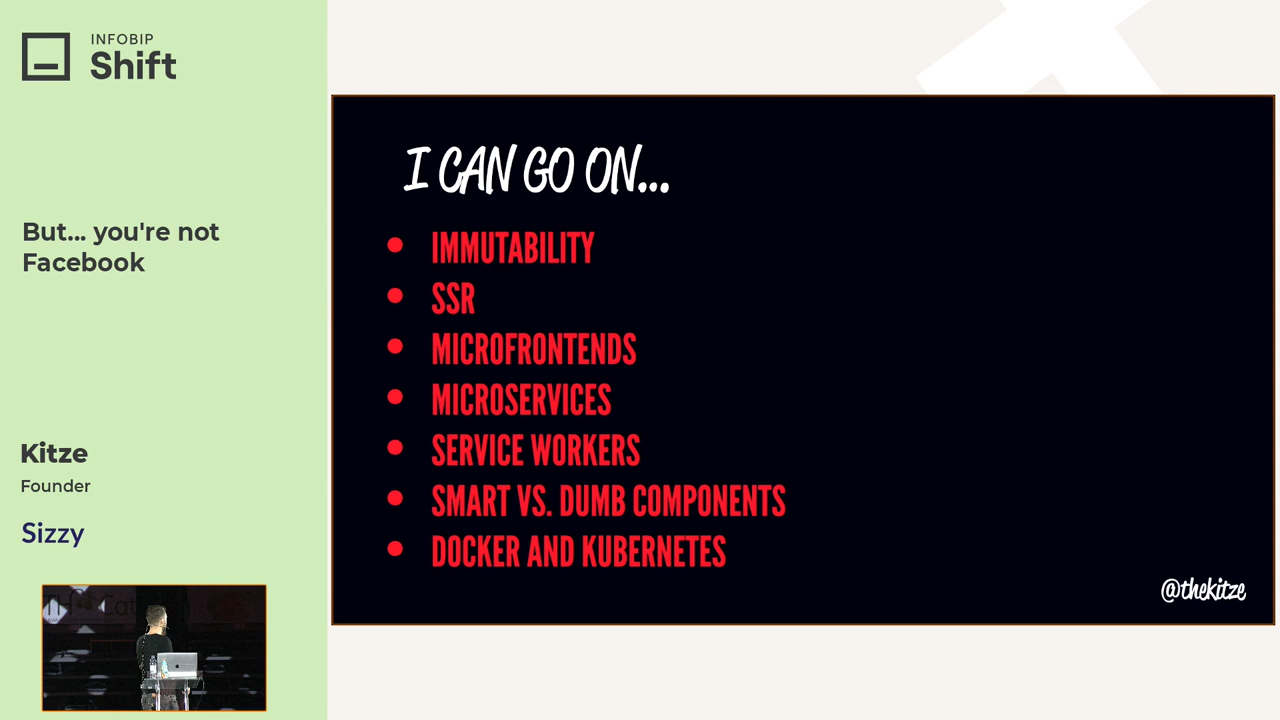 INFOBIP
Shift
But... you're not
Facebook
Kitze
Founder
Sizzy
I CAN GO ON...
IMMUTABILITY
SSR
MICROFRONTENDS
MICROSERVICES
SERVICE WORKERS
SMART VS. DUMB COMPONENTS
DOCKER AND KUBERNETES
@thekitze